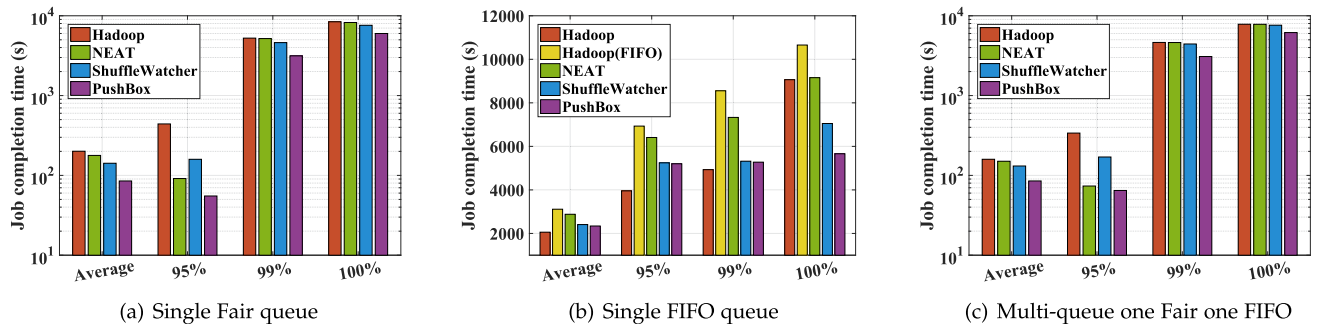 Job completion time (s)
10^4
10^3
10^2
10^1
Hadoop
NEAT
ShuffleWatcher
PushBox
Average
95%
99%
100%
(a) Single Fair queue
Job completion time (s)
12000
10000
8000
6000
4000
2000
Hadoop
Hadoop(FIFO)
NEAT
ShuffleWatcher
PushBox
Average
95%
99%
100%
(b) Single FIFO queue
Job completion time (s)
10^4
10^3
10^2
10^1
Hadoop
NEAT
ShuffleWatcher
PushBox
Average
95%
99%
100%
(c) Multi-queue one Fair one FIFO